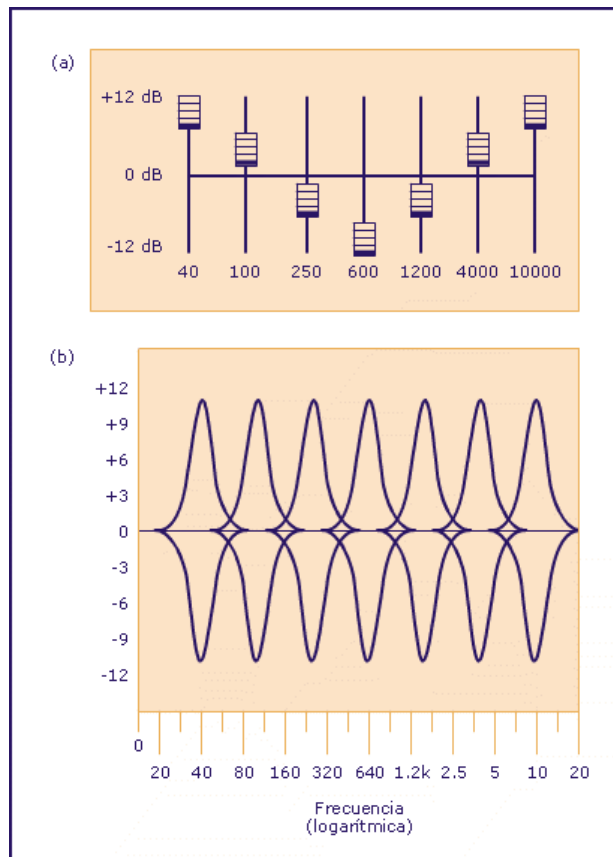 (a)
+12 dB
0 dB
-12 dB
40 100 250 600 1200 4000 10000
(b)
+12
+9
+6
+3
0
-3
-6
-9
-12
0
20 40 80 160 320 640 1.2k 2.5 5 10 20
Frecuencia
(logarítmica)